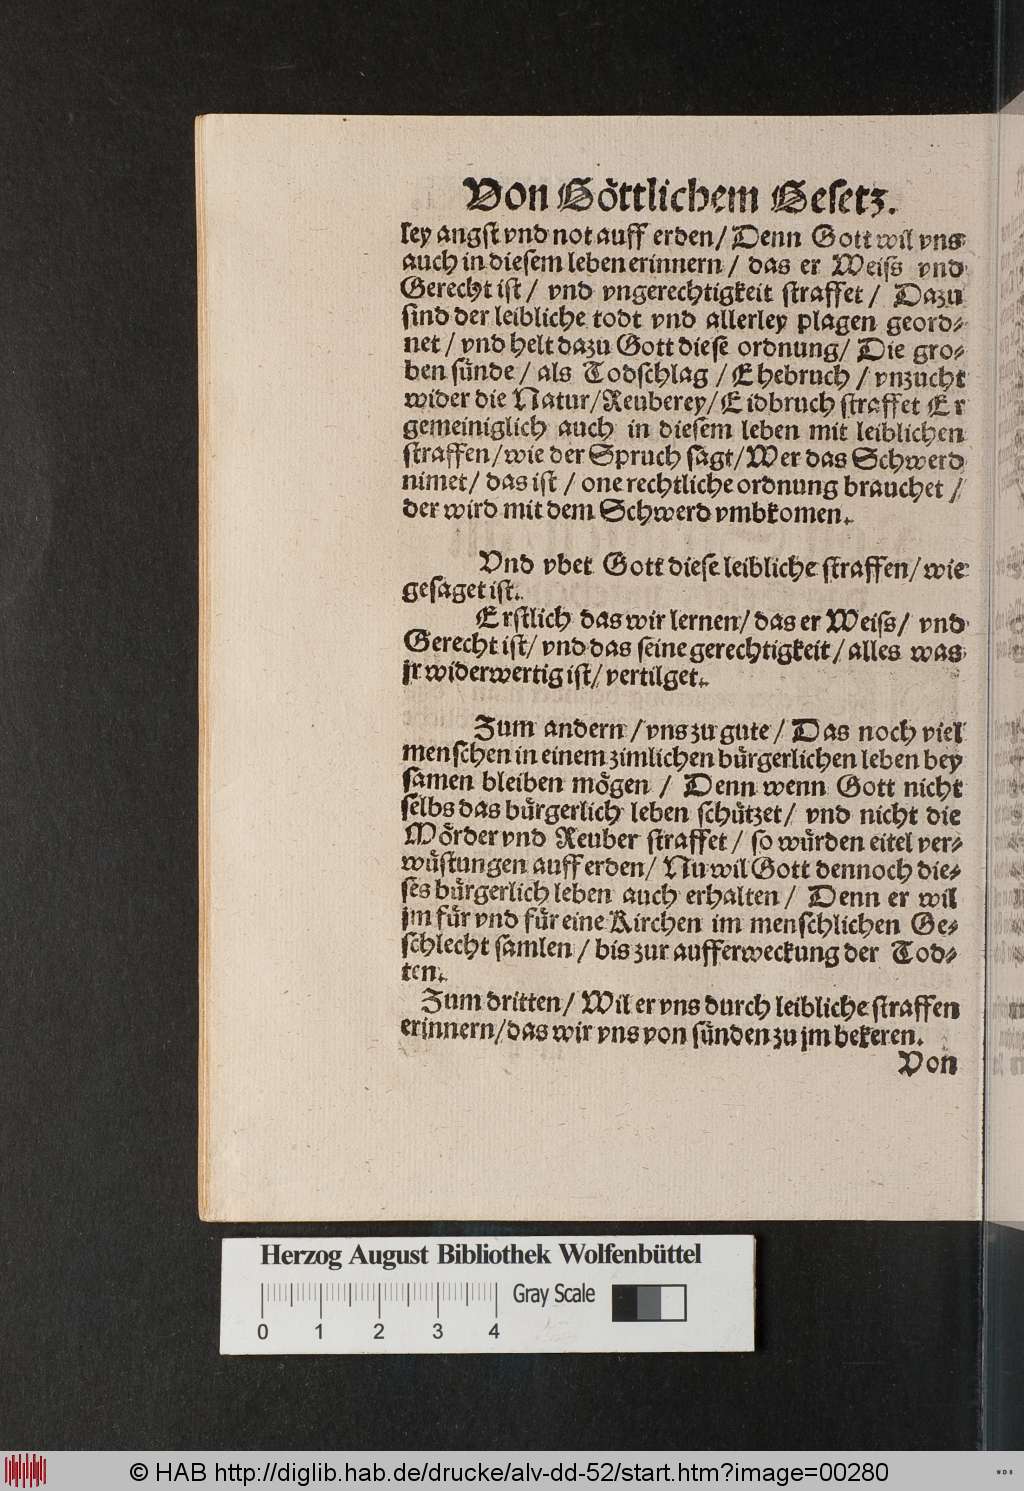 Von Göttlichem Gesetz.
ley angst vnd not auff erden / Denn Gott wil vns
auch in diesem leben erinnern / das er Weiss vnd
Gerecht ist / vnd vngerechtigkeit straffet / Dazu
sind der leibliche todt vnd allerley plagen geord-
net / vnd helt dazu Gott diese ordnung / Die gro-
ben sünde / als Todschlag / Ehebruch / vnzucht
wider die Natur / Reuberey / Eidbruch straffet Er
gemeiniglich auch in diesem leben mit leiblichen
straffen / wie der Spruch sagt / Wer das Schwerd
nimet / das ist / one rechtliche ordnung brauchet /
der wird mit dem Schwerd vmbkomen.
Vnd vbet Gott diese leibliche straffen / wie
gesaget ist.
Erstlich das wir lernen / das er Weiss / vnd
Gerecht ist / vnd das seine gerechtigkeit / alles was
jr widerwertig ist / vertilget.
Zum andern / vns zu gute / Das noch viel
menschen in einem zimlichen bürgerlichen leben bey
samen bleiben mögen / Denn wenn Gott nicht
selbs das bürgerlich leben schützet / vnd nicht die
Mörder vnd Reuber straffet / so würden eitel ver-
wüstungen auff erden / Nu wil Gott dennoch die-
ses bürgerlich leben auch erhalten / Denn er wil
jm für vnd für eine Kirchen im menschlichen Ge-
schlecht samlen / bis zur aufferweckung der Tod-
ten.
Zum dritten / Wil er vns durch leibliche straffen
erinnern / das wir vns von sünden zu jm bekeren.
Von
Herzog August Bibliothek Wolfenbüttel
Gray Scale
0 1 2 3 4
© HAB http://diglib.hab.de/drucke/alv-dd-52/start.htm?image=00280
WDB